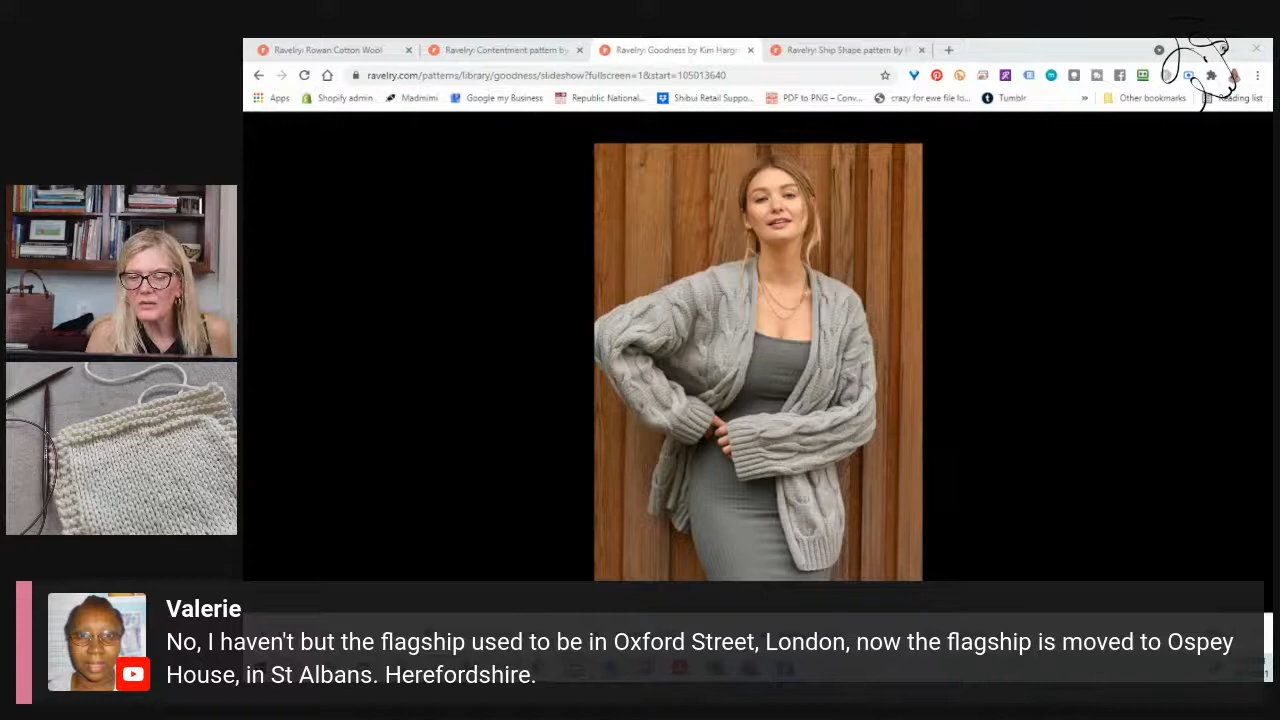 Ravelry: Rowan Cotton Wool
Ravelry: Contentment pattern by
Ravelry: Goodness by Kim Harg
Ravelry: Ship Shape pattern by
ravelry.com/patterns/library/goodness/slideshow?fullscreen=1&start=105013640
Apps Shopify admin Madmimi Google my Business Republic National... Shibui Retail Suppo... PDF to PNG – Conv... crazy for ewe file lo... Tumblr » Other bookmarks Reading list
Valerie
No, I haven't but the flagship used to be in Oxford Street, London, now the flagship is moved to Ospey
House, in St Albans. Herefordshire.